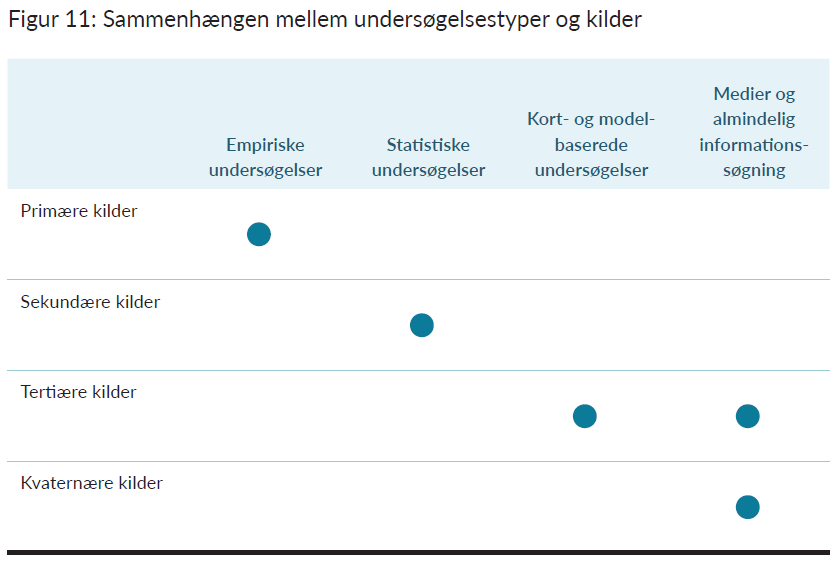 Figur 11: Sammenhængen mellem undersøgelsestyper og kilder
Empiriske
undersøgelser
Statistiske
undersøgelser
Kort- og model-
baserede
undersøgelser
Medier og
almindelig
informations-
søgning
Primære kilder
Sekundære kilder
Tertiære kilder
Kvaternære kilder